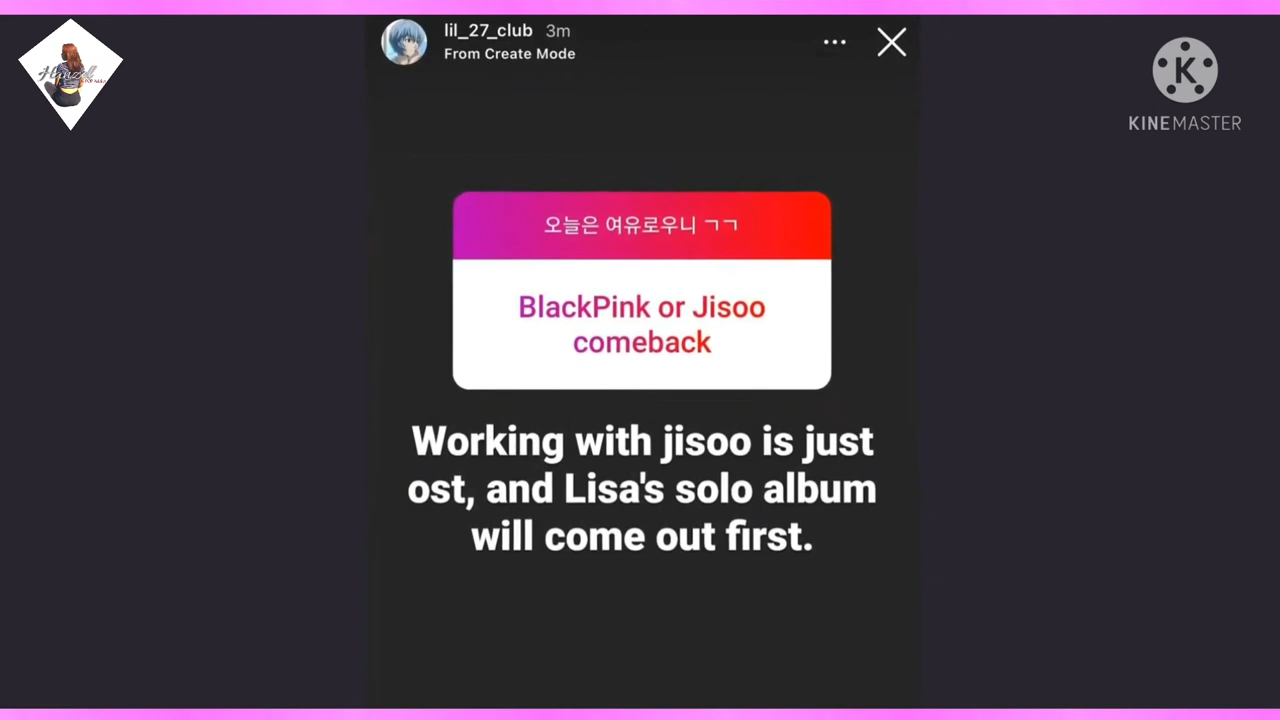 lil_27_club 3m
From Create Mode
KINEMASTER
오늘은 여유로우니 ㄱㄱ
BlackPink or Jisoo
comeback
Working with jisoo is just
ost, and Lisa's solo album
will come out first.